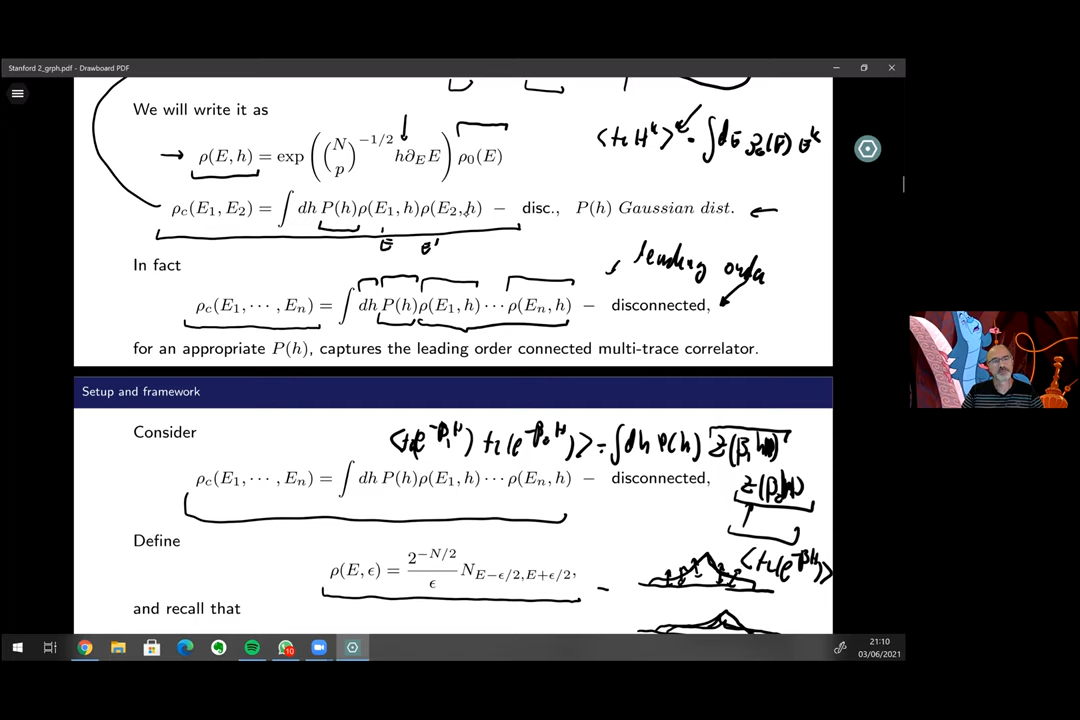 Stanford 2_grph.pdf - Drawboard PDF
We will write it as
→ ρ(E, h) = exp ( (N p)^{-1/2} h∂_E E ) ρ_0(E)
<tr H^k> = ∫dE ρ_0(E) E^k
ρ_c(E_1, E_2) = ∫ dh P(h)ρ(E_1, h)ρ(E_2, h) − disc., P(h) Gaussian dist. ←
E E'
In fact
leading order
ρ_c(E_1, ⋯ , E_n) = ∫ dh P(h)ρ(E_1, h) ⋯ ρ(E_n, h) − disconnected,
for an appropriate P(h), captures the leading order connected multi-trace correlator.
Setup and framework
Consider
<tr(e^{-β_1 H}) tr(e^{-β_2 H})> = ∫dh P(h) Z(β_1, h)
ρ_c(E_1, ⋯ , E_n) = ∫ dh P(h)ρ(E_1, h) ⋯ ρ(E_n, h) − disconnected,
Z(β_2, h)
Define
<tr(e^{-βH})>
ρ(E, ϵ) = 2^{-N/2}/ϵ N_{E−ϵ/2,E+ϵ/2},
and recall that
10
21:10
03/06/2021